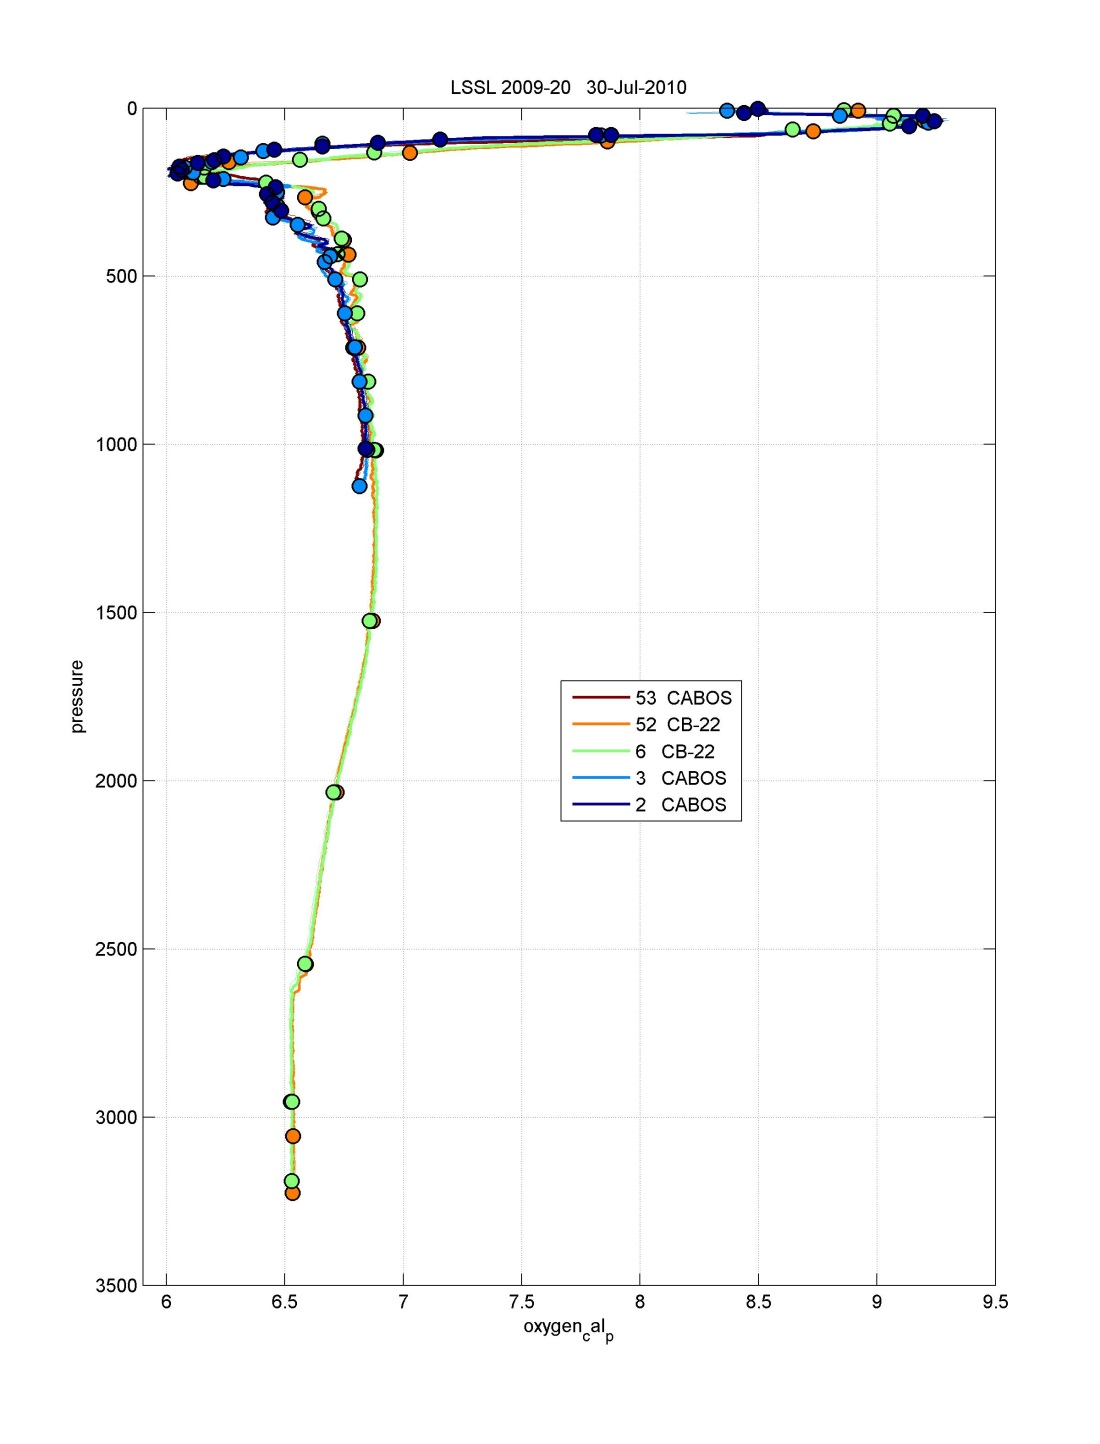 LSSL 2009-20 30-Jul-2010
0
500
1000
1500
2000
2500
3000
3500
pressure
53 CABOS
52 CB-22
6 CB-22
3 CABOS
2 CABOS
6 6.5 7 7.5 8 8.5 9 9.5
oxygen_cal_p